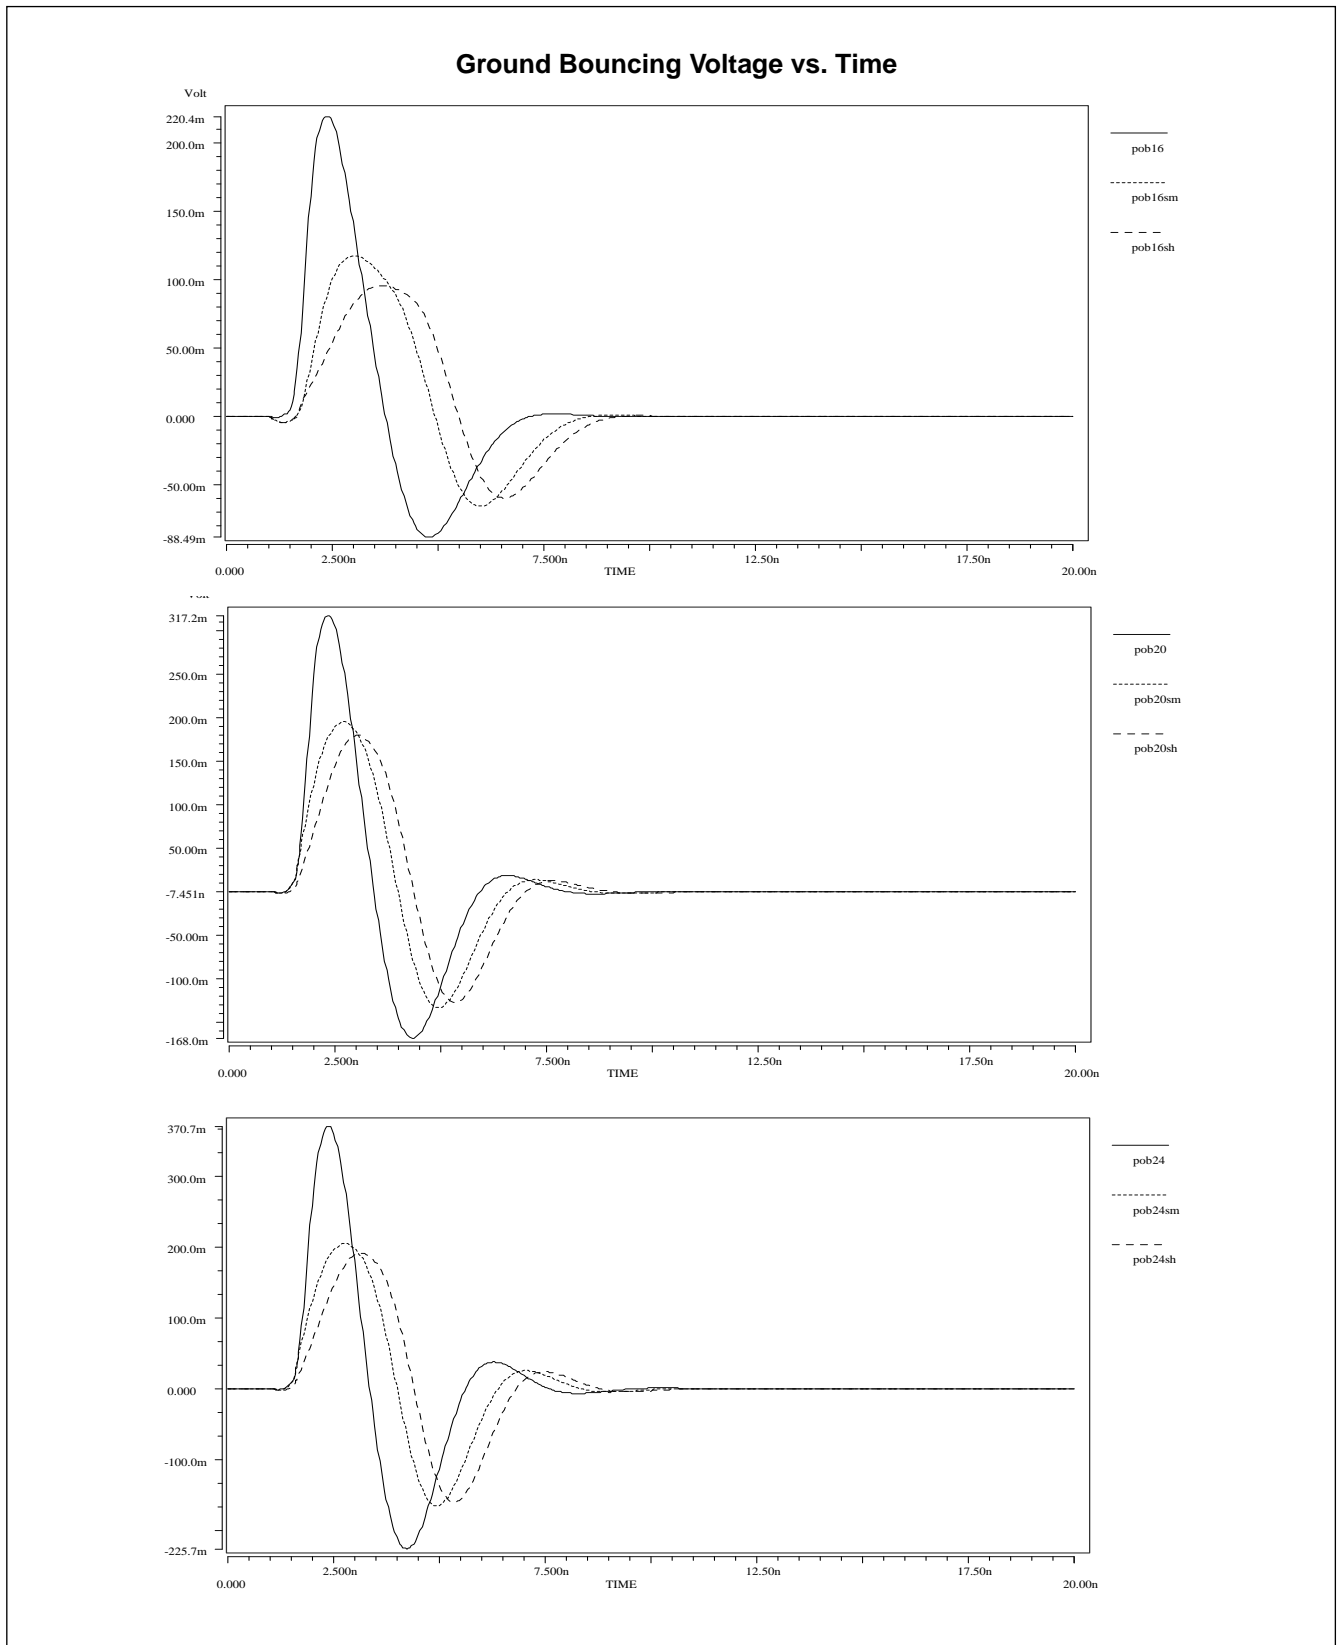 Ground Bouncing Voltage vs. Time
Volt
220.4m
200.0m
150.0m
100.0m
50.00m
0.000
-50.00m
-88.49m
pob16
pob16sm
pob16sh
0.000
2.500n
7.500n
12.50n
17.50n
20.00n
TIME
317.2m
250.0m
200.0m
150.0m
100.0m
50.00m
-7.451n
-50.00m
-100.0m
-168.0m
pob20
pob20sm
pob20sh
0.000
2.500n
7.500n
12.50n
17.50n
20.00n
TIME
370.7m
300.0m
200.0m
100.0m
0.000
-100.0m
-225.7m
pob24
pob24sm
pob24sh
0.000
2.500n
7.500n
12.50n
17.50n
20.00n
TIME